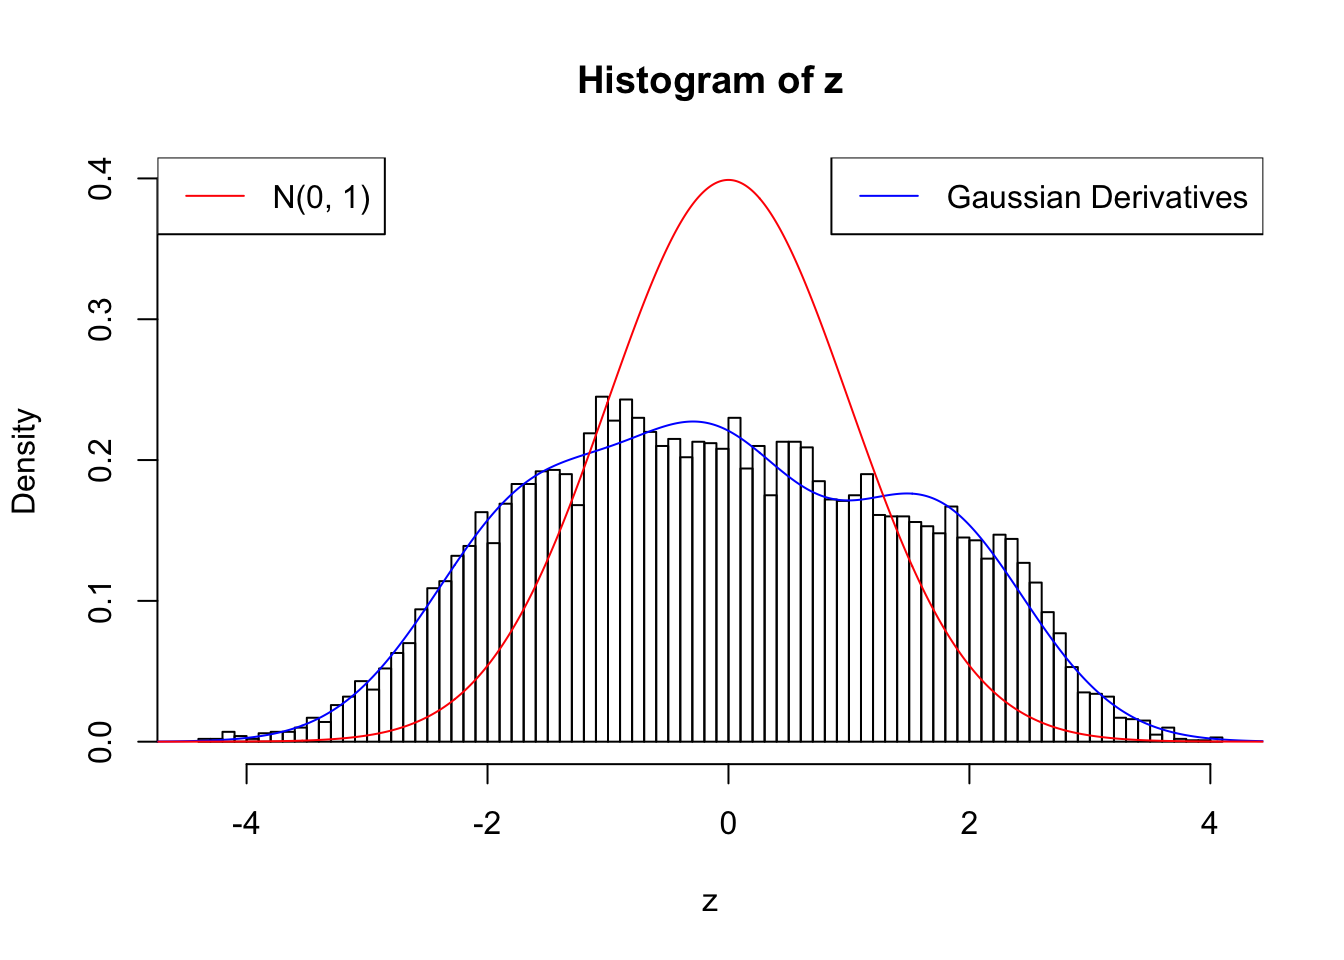 Histogram of z
N(0, 1)
Gaussian Derivatives
Density
0.4
0.3
0.2
0.1
0.0
-4
-2
0
2
4
z